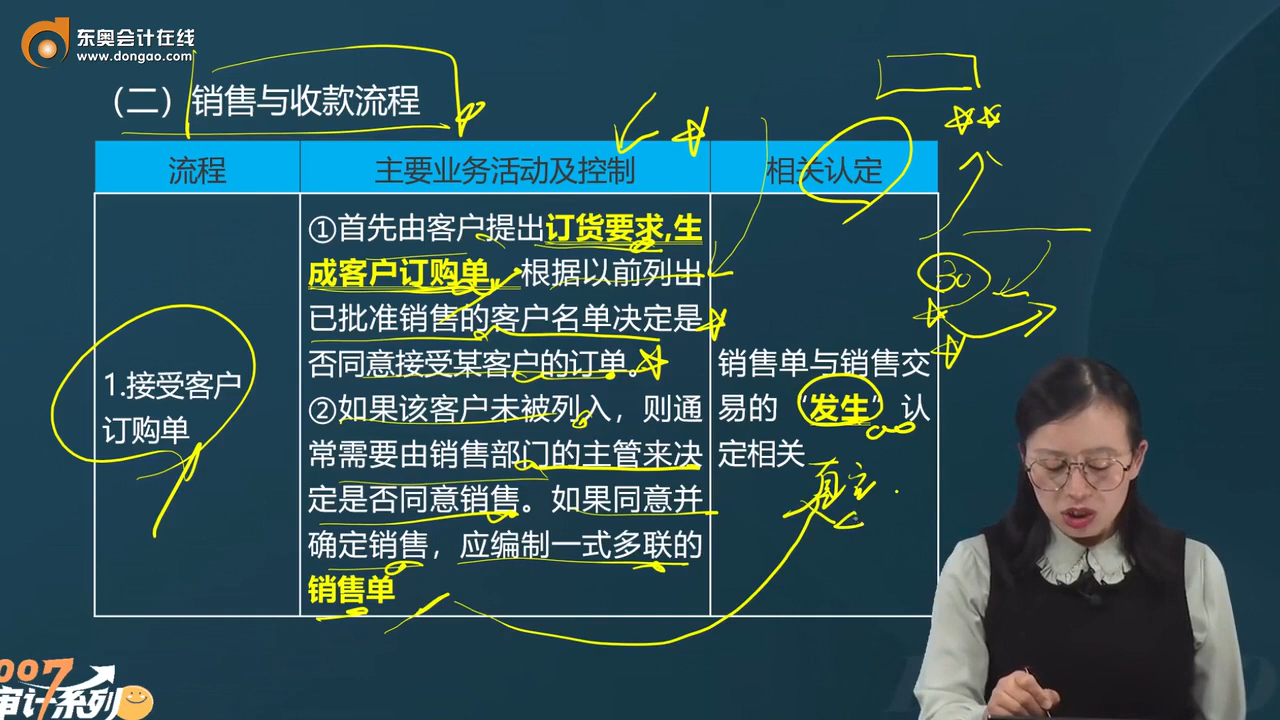 东奥会计在线
www.dongao.com
（二）销售与收款流程
流程
主要业务活动及控制
相关认定
1.接受客户
订购单
①首先由客户提出订货要求,生
成客户订购单。根据以前列出
已批准销售的客户名单决定是
否同意接受某客户的订单。
②如果该客户未被列入，则通
常需要由销售部门的主管来决
定是否同意销售。如果同意并
确定销售，应编制一式多联的
销售单
销售单与销售交
易的“发生”认
定相关
真实
30
007
审计系列